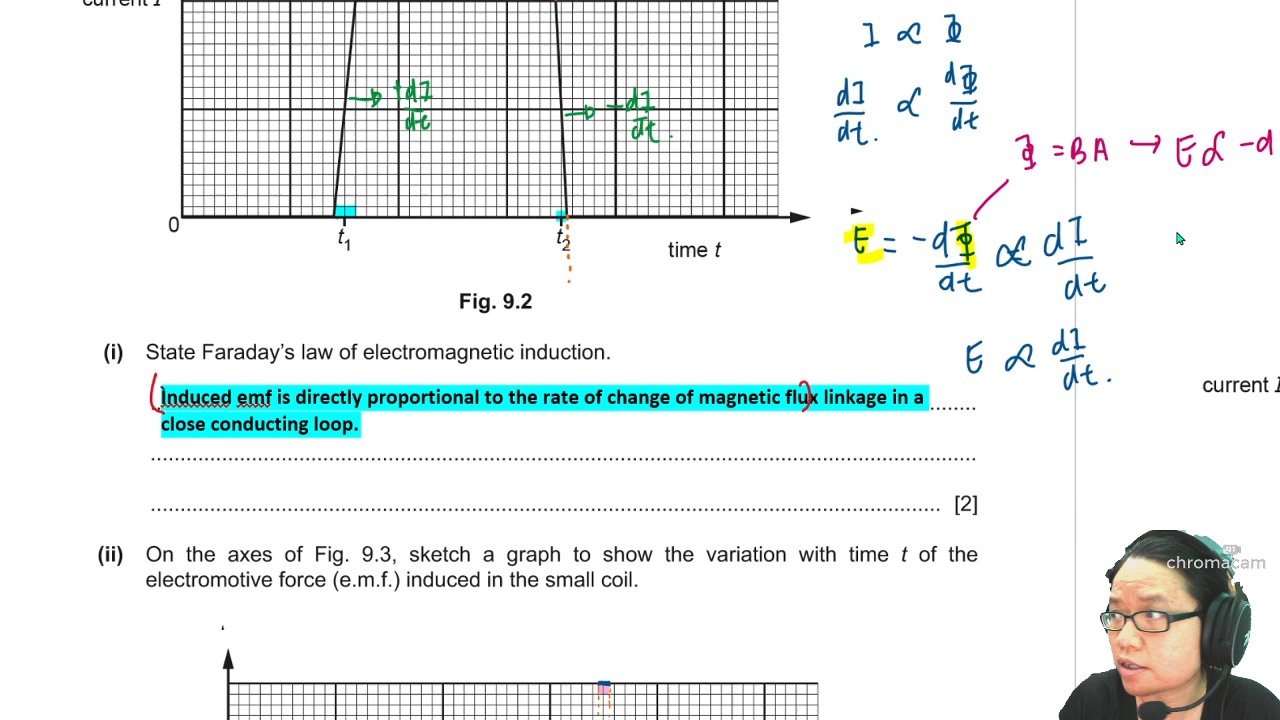 current I
I ∝ Φ
+dI/dt
-dI/dt.
dI/dt. ∝ dΦ/dt
Φ = BA → E ∝ -d
0
t1
t2
time t
E = -dΦ/dt ∝ dI/dt
Fig. 9.2
E ∝ dI/dt.
(i) State Faraday's law of electromagnetic induction.
current I
Induced emf is directly proportional to the rate of change of magnetic flux linkage in a
close conducting loop.
[2]
(ii) On the axes of Fig. 9.3, sketch a graph to show the variation with time t of the
electromotive force (e.m.f.) induced in the small coil.
chromacam